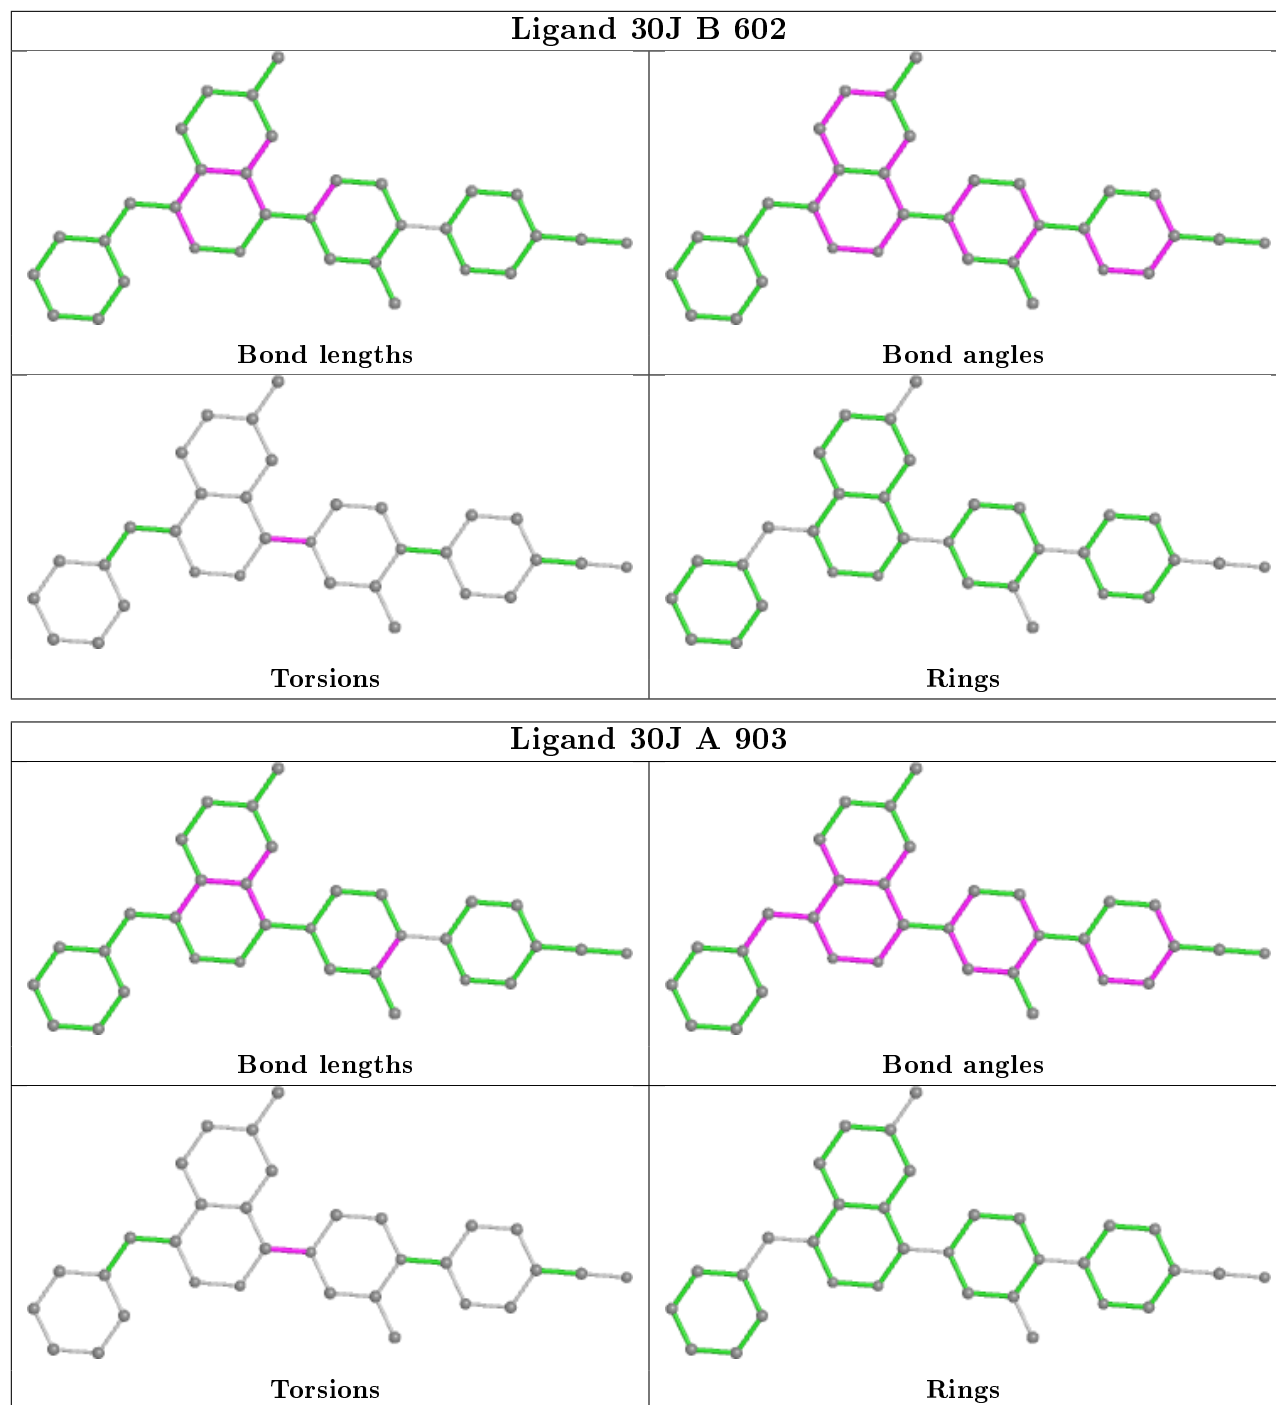 Ligand 30J B 602
Bond lengths
Bond angles
Torsions
Rings
Ligand 30J A 903
Bond lengths
Bond angles
Torsions
Rings